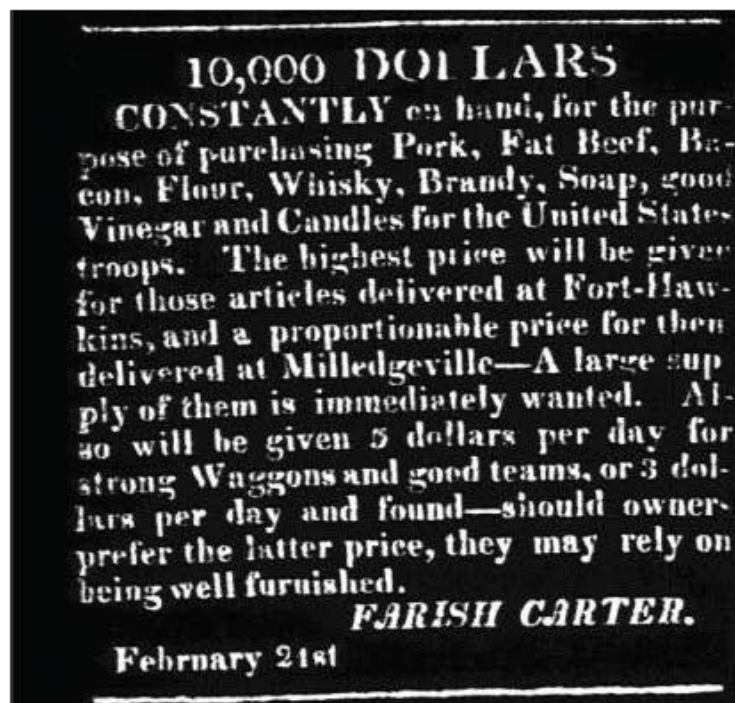 10,000 DOLLARS
CONSTANTLY on hand, for the pur-
pose of purchasing Pork, Fat Beef, Ba-
con, Flour, Whisky, Brandy, Soap, good
Vinegar and Candles for the United States
troops. The highest price will be given
for those articles delivered at Fort-Haw-
kins, and a proportionable price for them
delivered at Milledgeville—A large sup
ply of them is immediately wanted. Al-
so will be given 5 dollars per day for
strong Waggons and good teams, or 3 dol-
lars per day and found—should owners
prefer the latter price, they may rely on
being well furnished.
FARISH CARTER.
February 21st